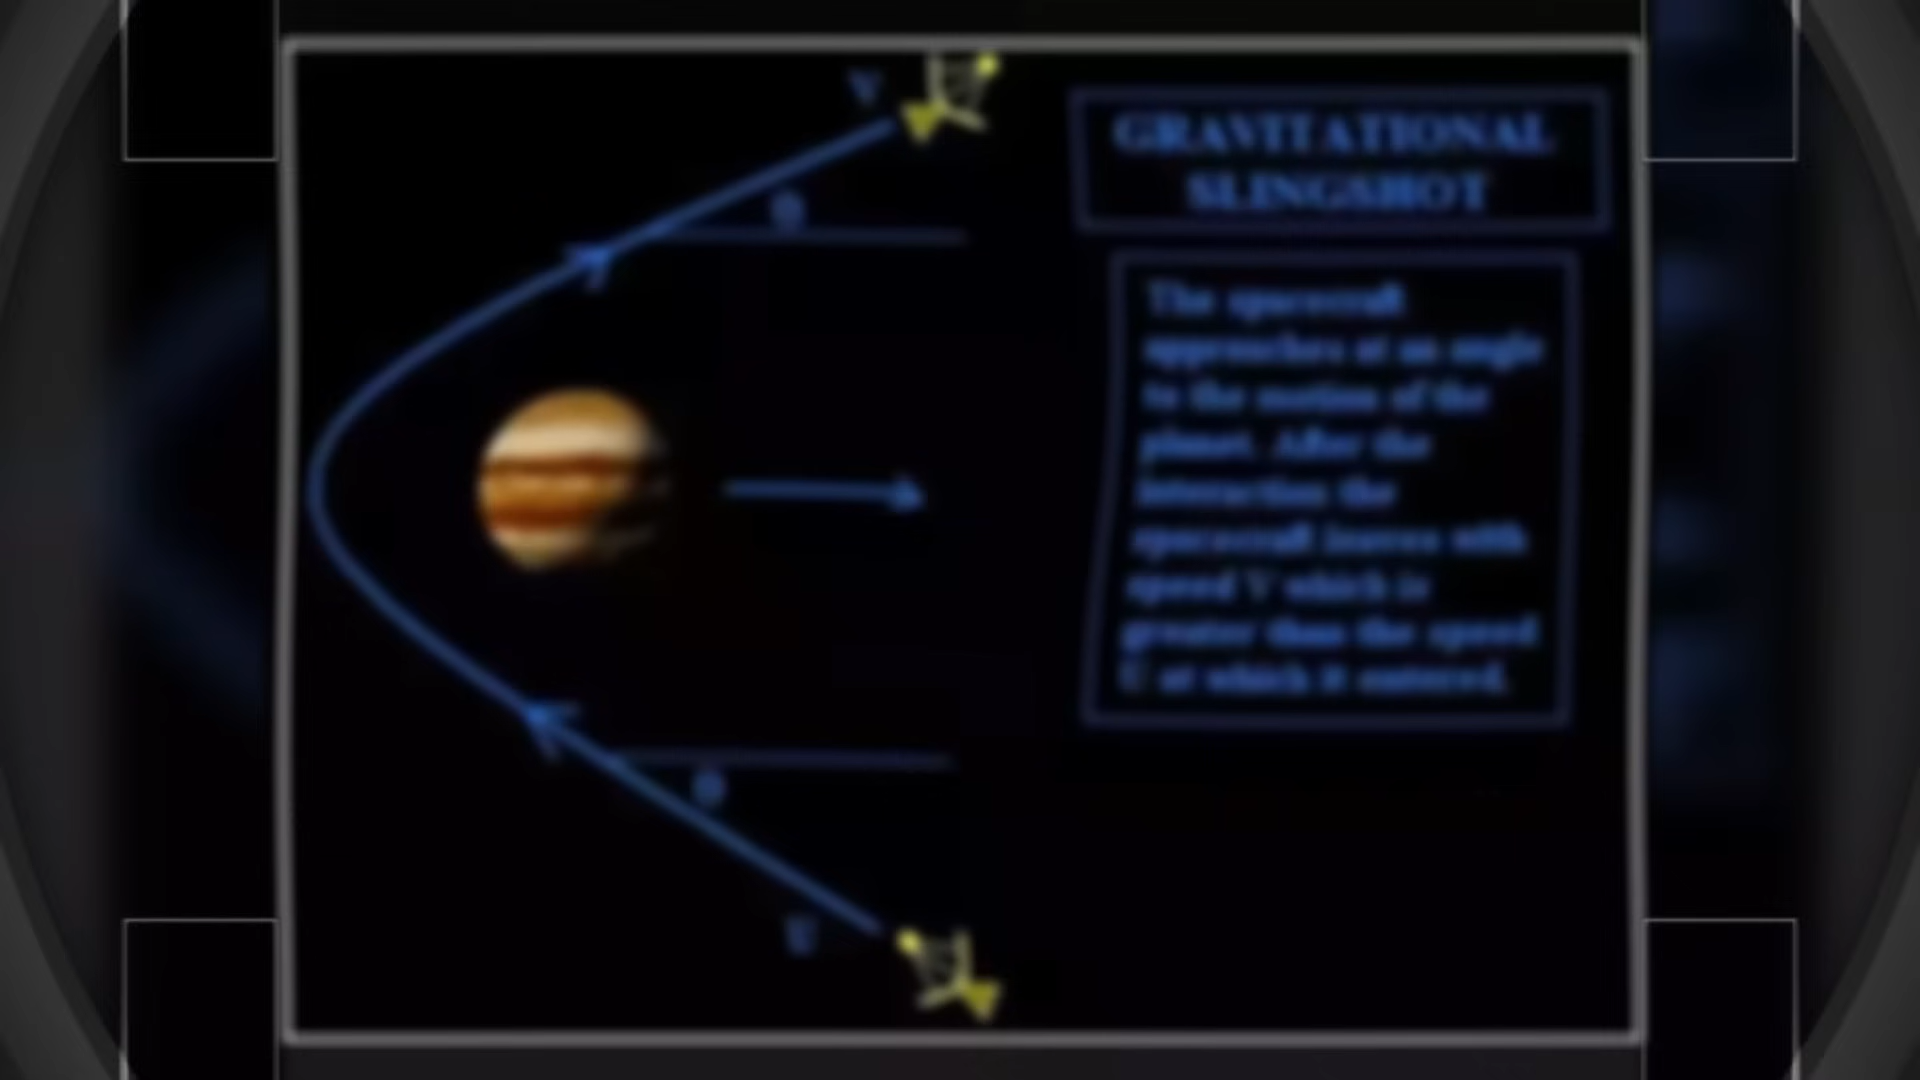 V
GRAVITATIONAL
SLINGSHOT
θ
The spacecraft
approaches at an angle
to the motion of the
planet. After the
interaction the
spacecraft leaves with
speed V which is
greater than the speed
U at which it entered.
θ
U